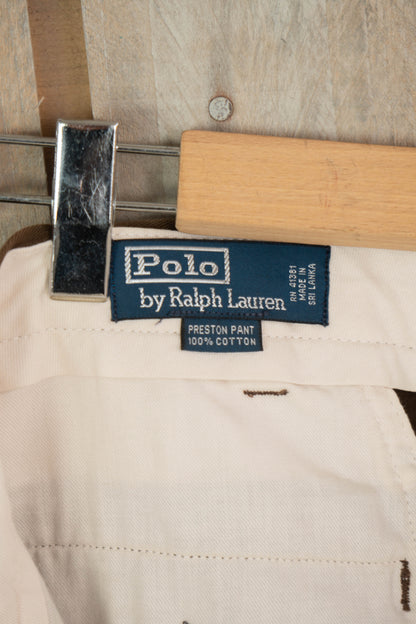 Polo
by Ralph Lauren
RN 41381
MADE IN
SRI LANKA
PRESTON PANT
100% COTTON